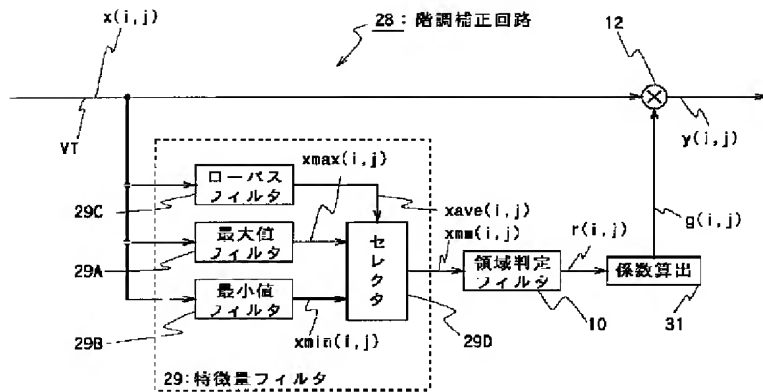 x(i,j)
28:階調補正回路
12
VT
y(i,j)
xmax(i,j)
ローパス
フィルタ
29C
xave(i,j)
g(i,j)
xmm(i,j)
r(i,j)
最大値
フィルタ
29A
セレクタ
領域判定
フィルタ
係数算出
最小値
フィルタ
29B
xmin(i,j)
29D
10
31
29:特徴量フィルタ